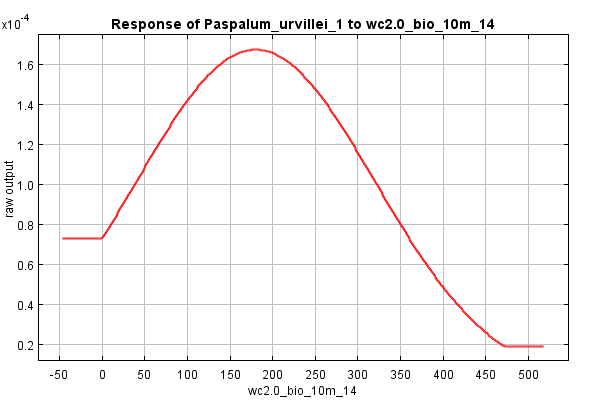 Response of Paspalum_urvillei_1 to wc2.0_bio_10m_14
x10^-4
1.6
1.4
1.2
1.0
0.8
0.6
0.4
0.2
raw output
-50 0 50 100 150 200 250 300 350 400 450 500
wc2.0_bio_10m_14